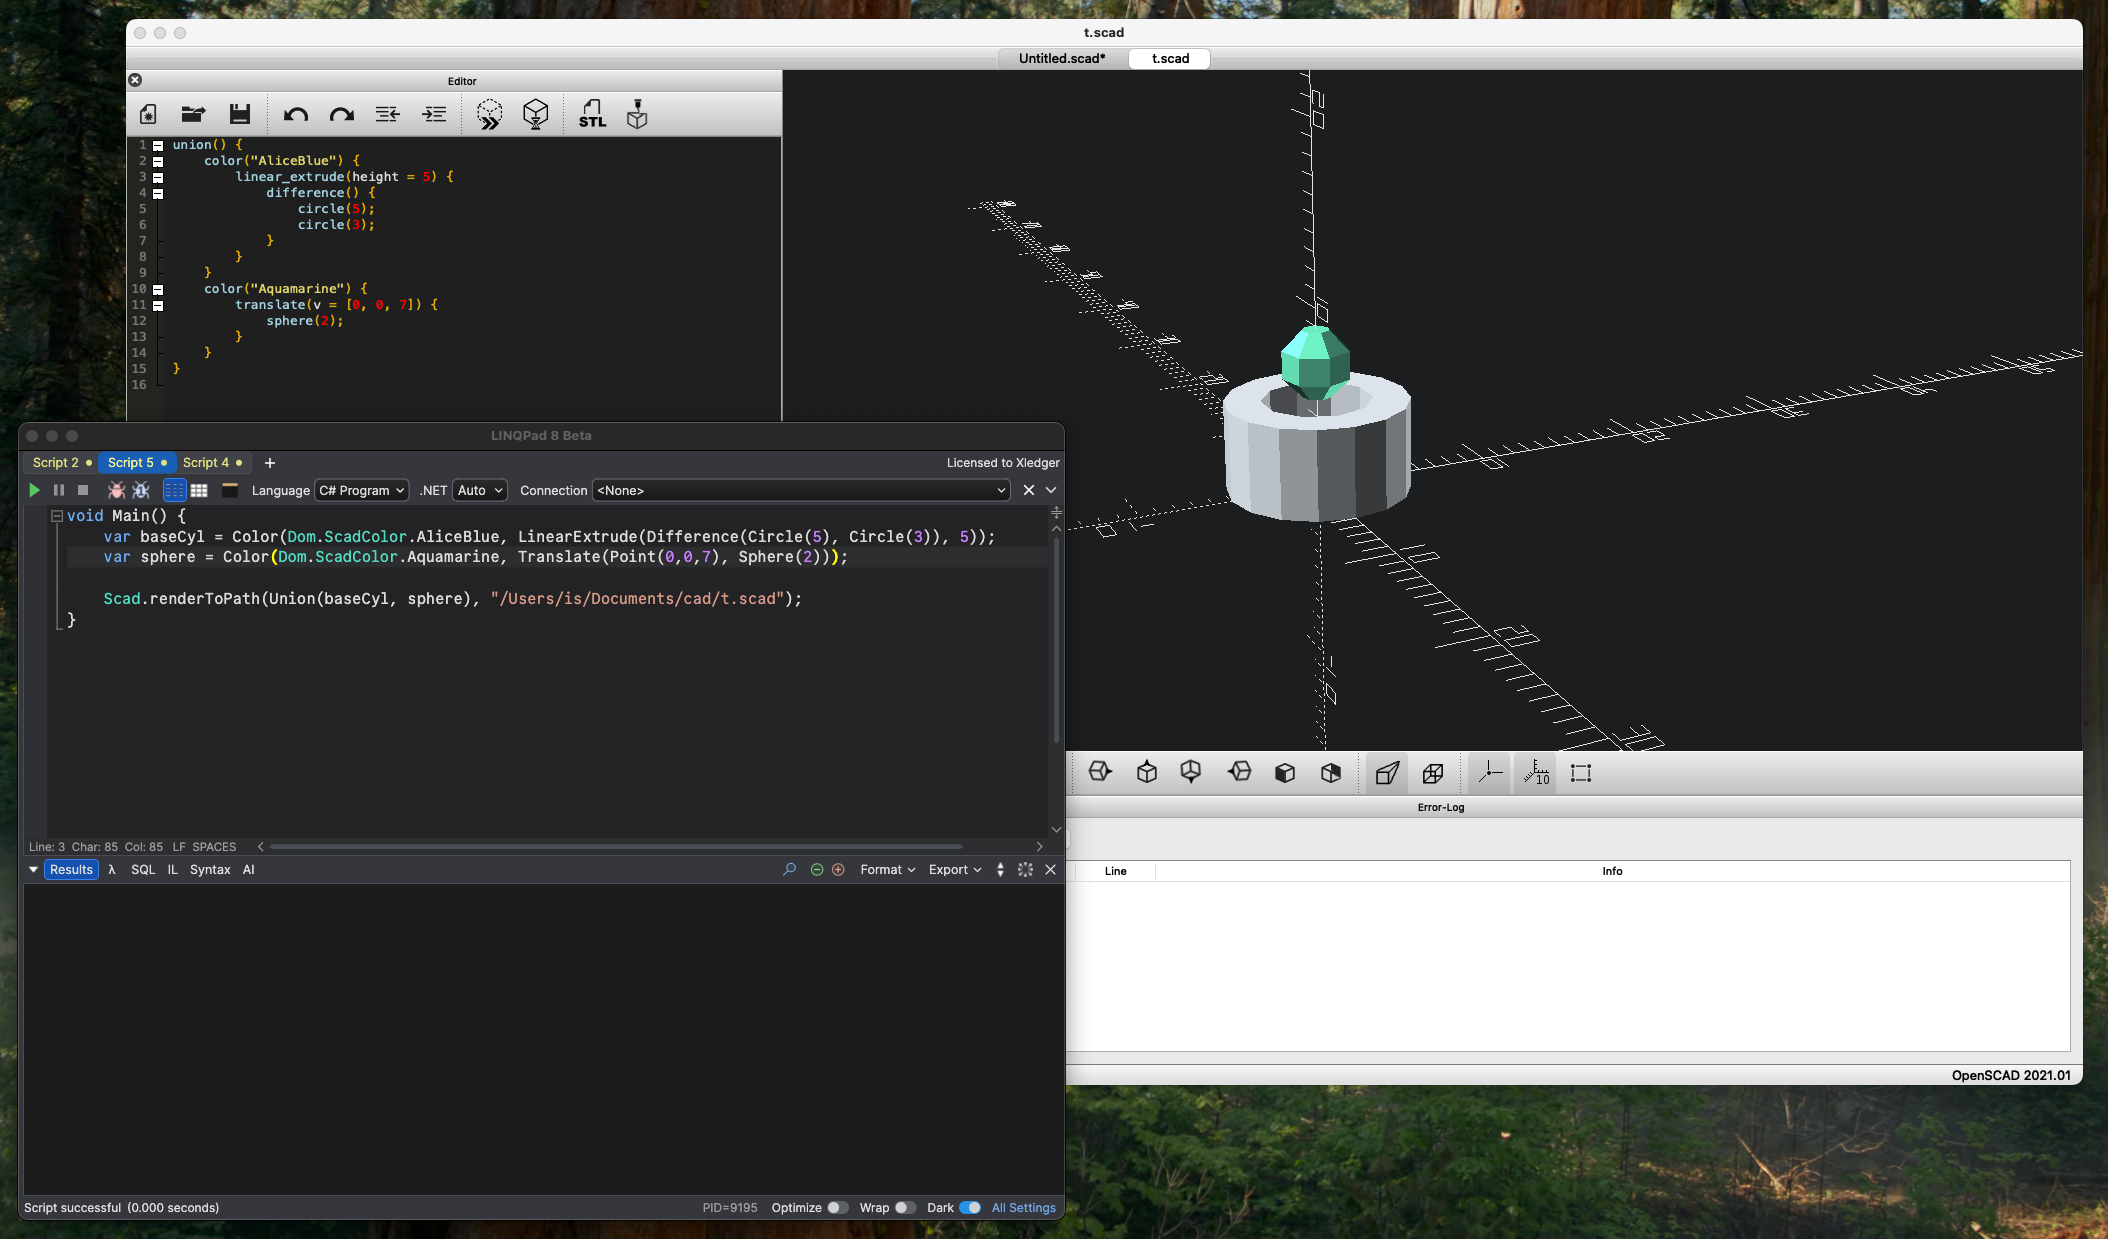 t.scad
Untitled.scad*
t.scad
Editor
STL
1 union() {
2 color("AliceBlue") {
3 linear_extrude(height = 5) {
4 difference() {
5 circle(5);
6 circle(3);
7 }
8 }
9 }
10 color("Aquamarine") {
11 translate(v = [0, 0, 7]) {
12 sphere(2);
13 }
14 }
15 }
16
LINQPad 8 Beta
Script 2
Script 5
Script 4
+
Licensed to Xledger
Language C# Program .NET Auto Connection <None>
void Main() {
var baseCyl = Color(Dom.ScadColor.AliceBlue, LinearExtrude(Difference(Circle(5), Circle(3)), 5));
var sphere = Color(Dom.ScadColor.Aquamarine, Translate(Point(0,0,7), Sphere(2)));
Scad.renderToPath(Union(baseCyl, sphere), "/Users/is/Documents/cad/t.scad");
}
Line: 3 Char: 85 Col: 85 LF SPACES
Results λ SQL IL Syntax AI Format Export
Script successful (0.000 seconds)
PID=9195 Optimize Wrap Dark All Settings
10
Error-Log
Line Info
OpenSCAD 2021.01